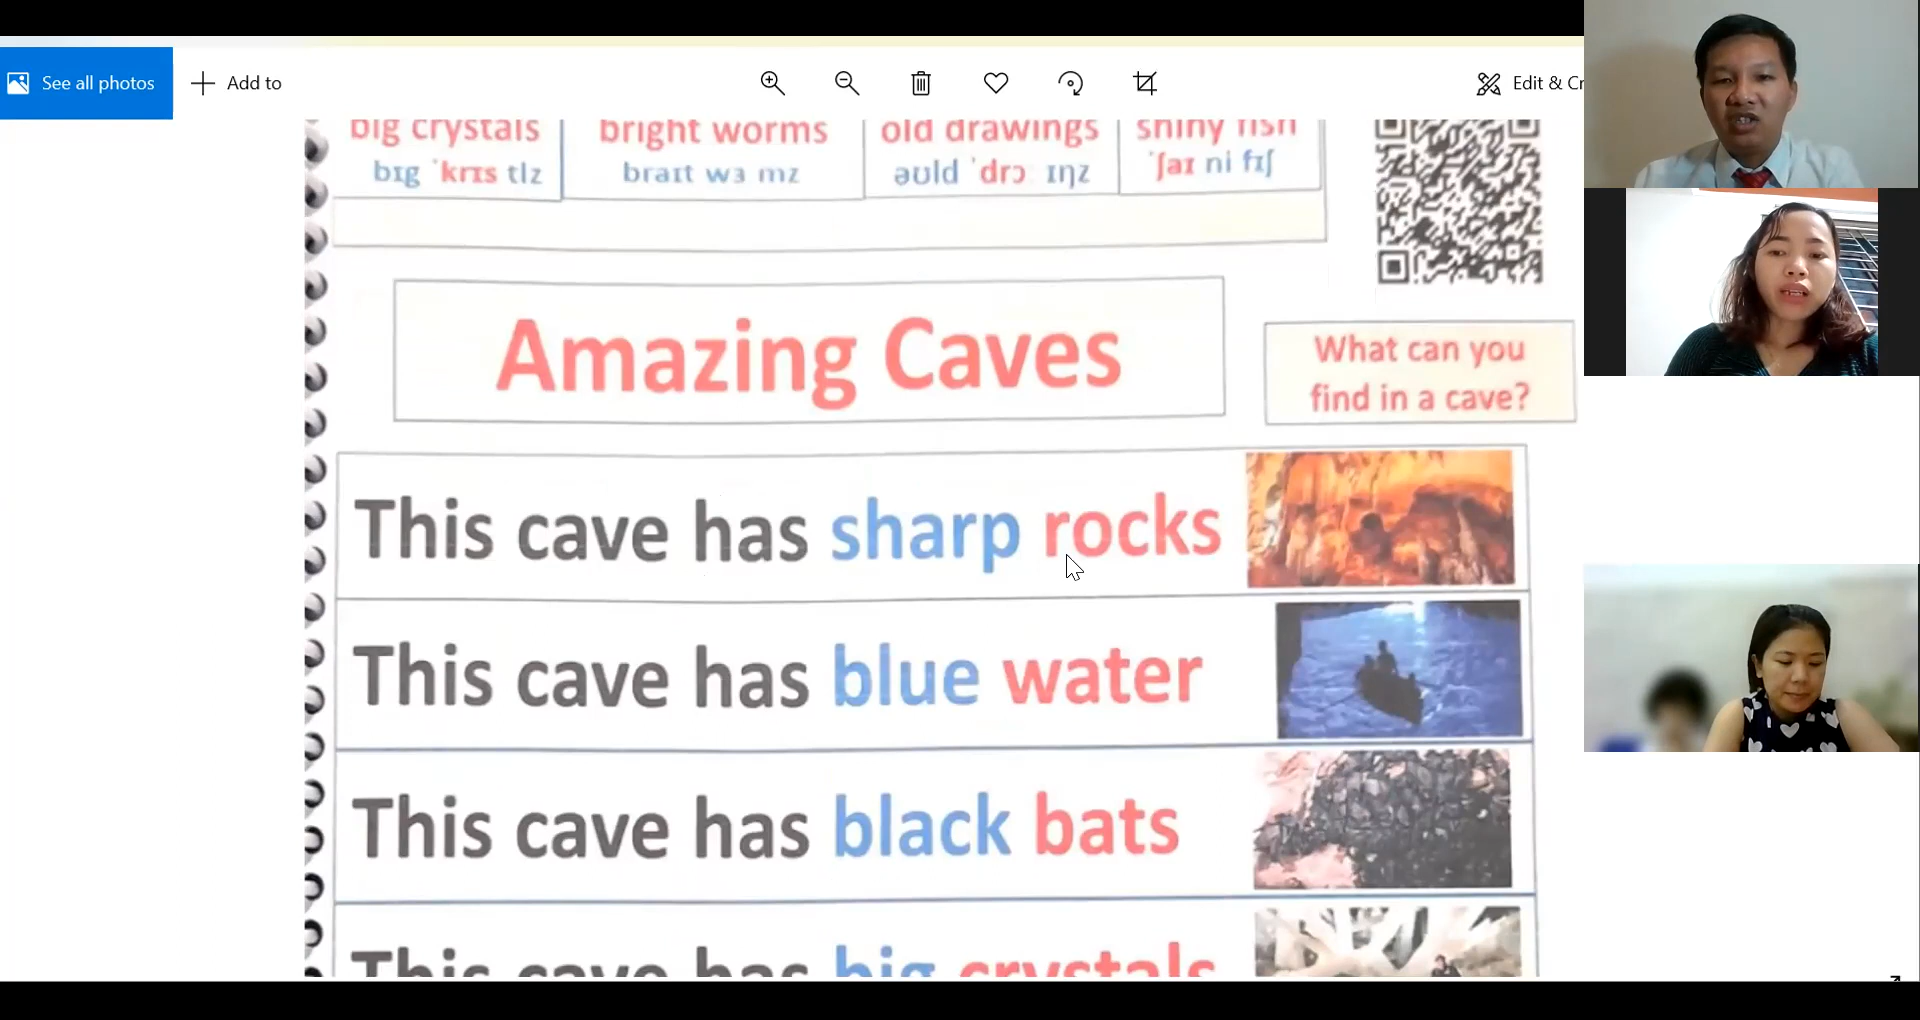 See all photos
Add to
Edit & Cr
big crystals bright worms old drawings shiny fish
bɪg ˈkrɪs tlz braɪt wɜ mz əʊld ˈdrɔ ɪŋz ˈʃaɪ ni fɪʃ
Amazing Caves
What can you
find in a cave?
This cave has sharp rocks
This cave has blue water
This cave has black bats
This cave has big crystals